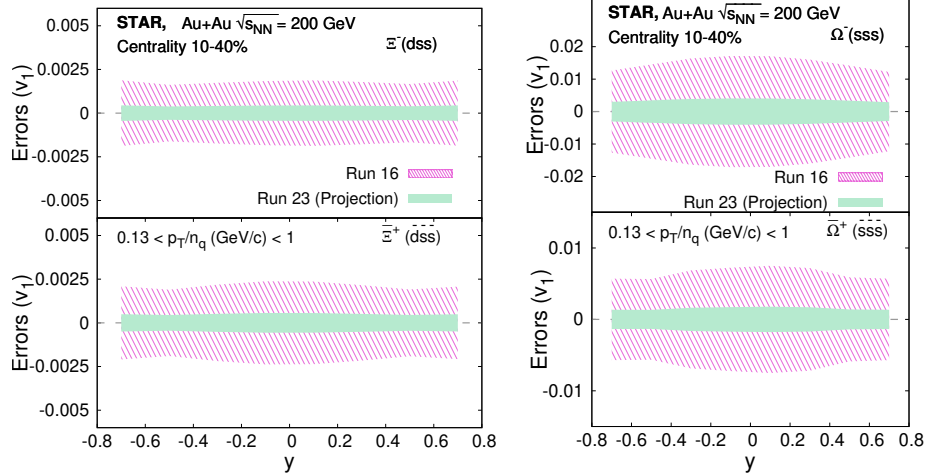 STAR, Au+Au √sNN = 200 GeV
Centrality 10-40%
Ξ-(dss)
0.005
0.0025
0
-0.0025
-0.005
Errors (v1)
Run 16
Run 23 (Projection)
0.13 < pT/nq (GeV/c) < 1
Ξ̅+ (d̅s̅s̅)
0.005
0.0025
0
-0.0025
-0.005
Errors (v1)
-0.8 -0.6 -0.4 -0.2 0 0.2 0.4 0.6 0.8
y
STAR, Au+Au √sNN = 200 GeV
Centrality 10-40%
Ω-(sss)
0.02
0.01
0
-0.01
-0.02
Errors (v1)
Run 16
Run 23 (Projection)
0.13 < pT/nq (GeV/c) < 1
Ω̅+ (s̅s̅s̅)
0.01
0
-0.01
Errors (v1)
-0.8 -0.6 -0.4 -0.2 0 0.2 0.4 0.6 0.8
y